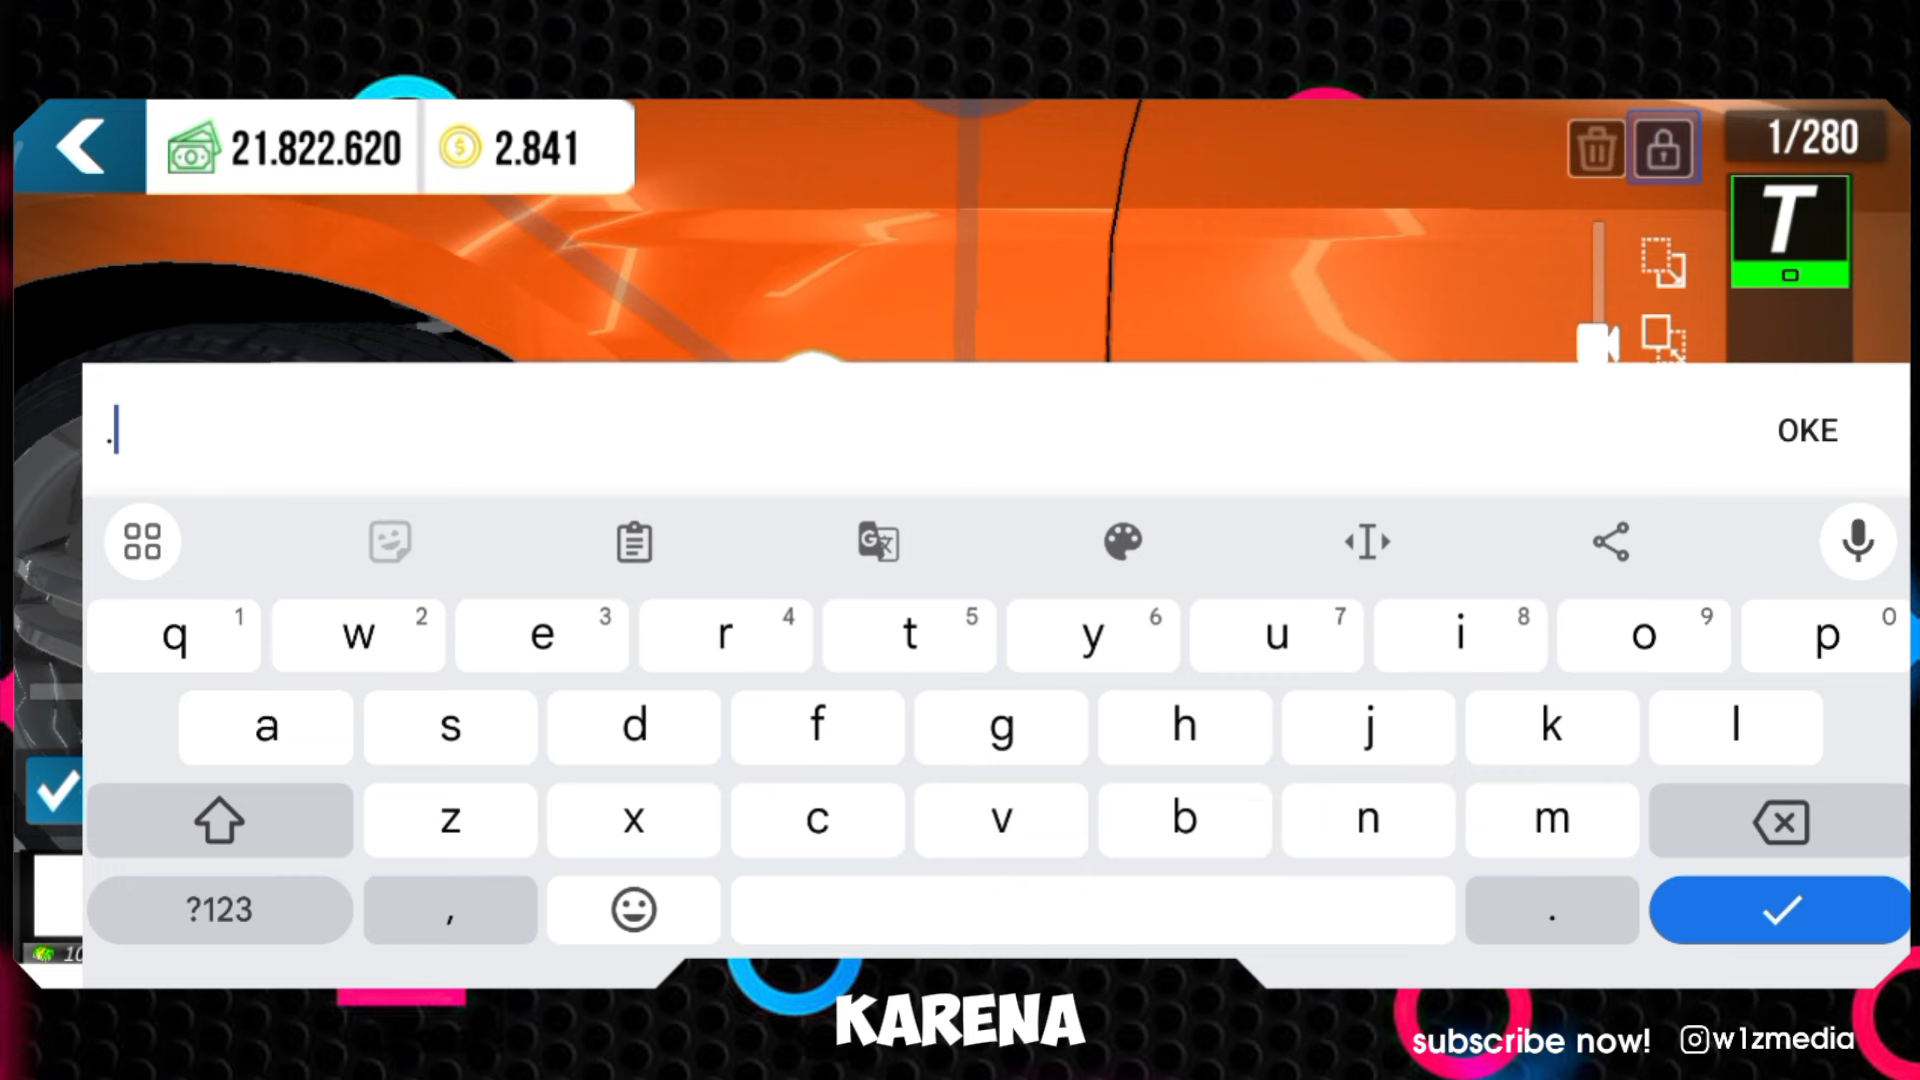 21.822.620 2.841 1/280
T
.
OKE
q 1 w 2 e 3 r 4 t 5 y 6 u 7 i 8 o 9 p 0
a s d f g h j k l
z x c v b n m
?123 , .
10
KARENA
subscribe now! w1zmedia